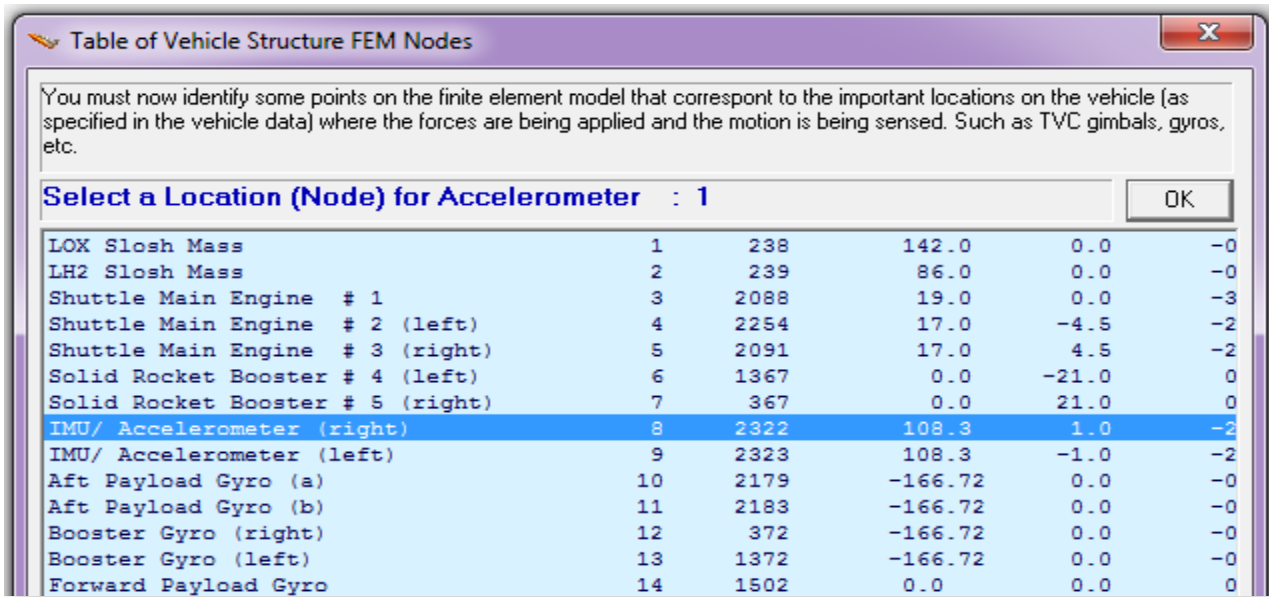 Table of Vehicle Structure FEM Nodes
x
You must now identify some points on the finite element model that correspont to the important locations on the vehicle (as
specified in the vehicle data) where the forces are being applied and the motion is being sensed. Such as TVC gimbals, gyros,
etc.
Select a Location (Node) for Accelerometer : 1
OK
LOX Slosh Mass 1 238 142.0 0.0 -0
LH2 Slosh Mass 2 239 86.0 0.0 -0
Shuttle Main Engine # 1 3 2088 19.0 0.0 -3
Shuttle Main Engine # 2 (left) 4 2254 17.0 -4.5 -2
Shuttle Main Engine # 3 (right) 5 2091 17.0 4.5 -2
Solid Rocket Booster # 4 (left) 6 1367 0.0 -21.0 0
Solid Rocket Booster # 5 (right) 7 367 0.0 21.0 0
IMU/ Accelerometer (right) 8 2322 108.3 1.0 -2
IMU/ Accelerometer (left) 9 2323 108.3 -1.0 -2
Aft Payload Gyro (a) 10 2179 -166.72 0.0 -0
Aft Payload Gyro (b) 11 2183 -166.72 0.0 -0
Booster Gyro (right) 12 372 -166.72 0.0 -0
Booster Gyro (left) 13 1372 -166.72 0.0 -0
Forward Payload Gyro 14 1502 0.0 0.0 0